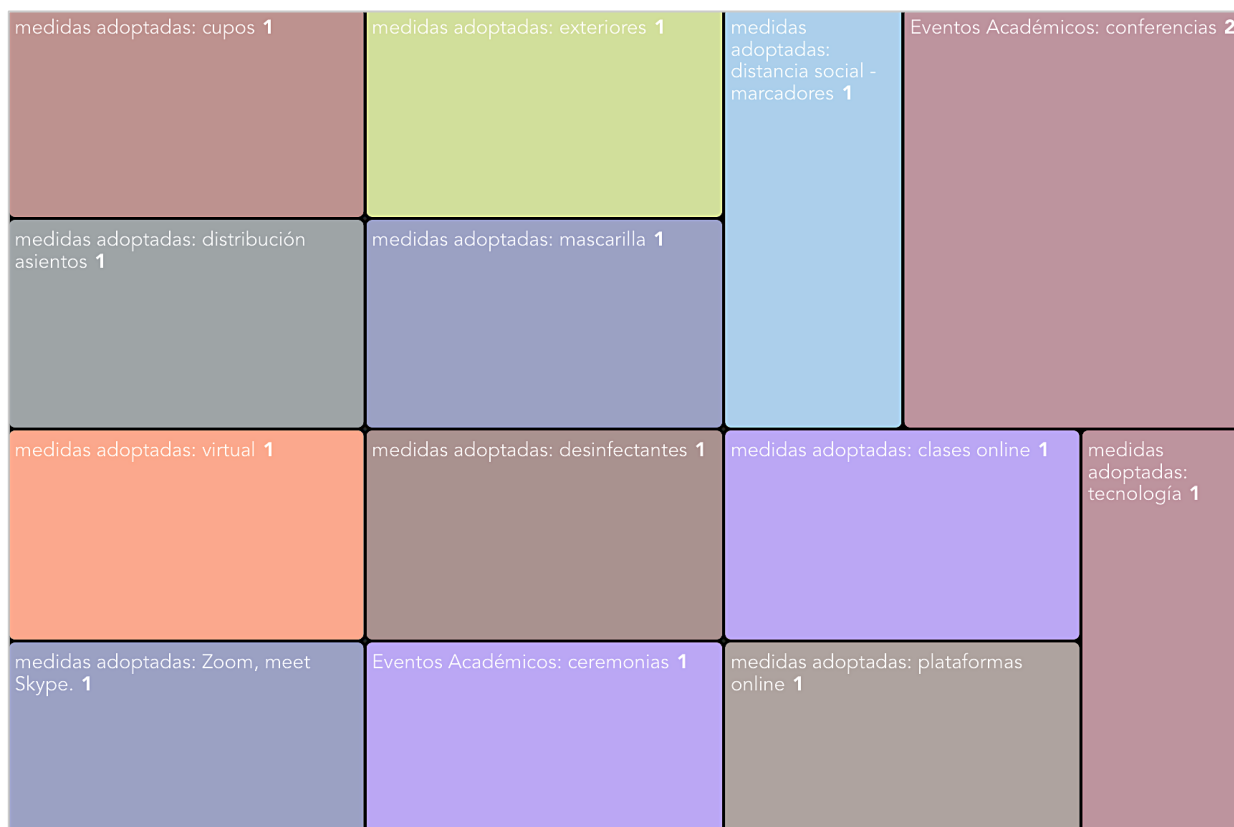 medidas adoptadas: cupos 1
medidas adoptadas: exteriores 1
medidas
adoptadas:
distancia social -
marcadores 1
Eventos Académicos: conferencias 2
medidas adoptadas: distribución
asientos 1
medidas adoptadas: mascarilla 1
medidas adoptadas: virtual 1
medidas adoptadas: desinfectantes 1
medidas adoptadas: clases online 1
medidas
adoptadas:
tecnología 1
medidas adoptadas: Zoom, meet
Skype. 1
Eventos Académicos: ceremonias 1
medidas adoptadas: plataformas
online 1